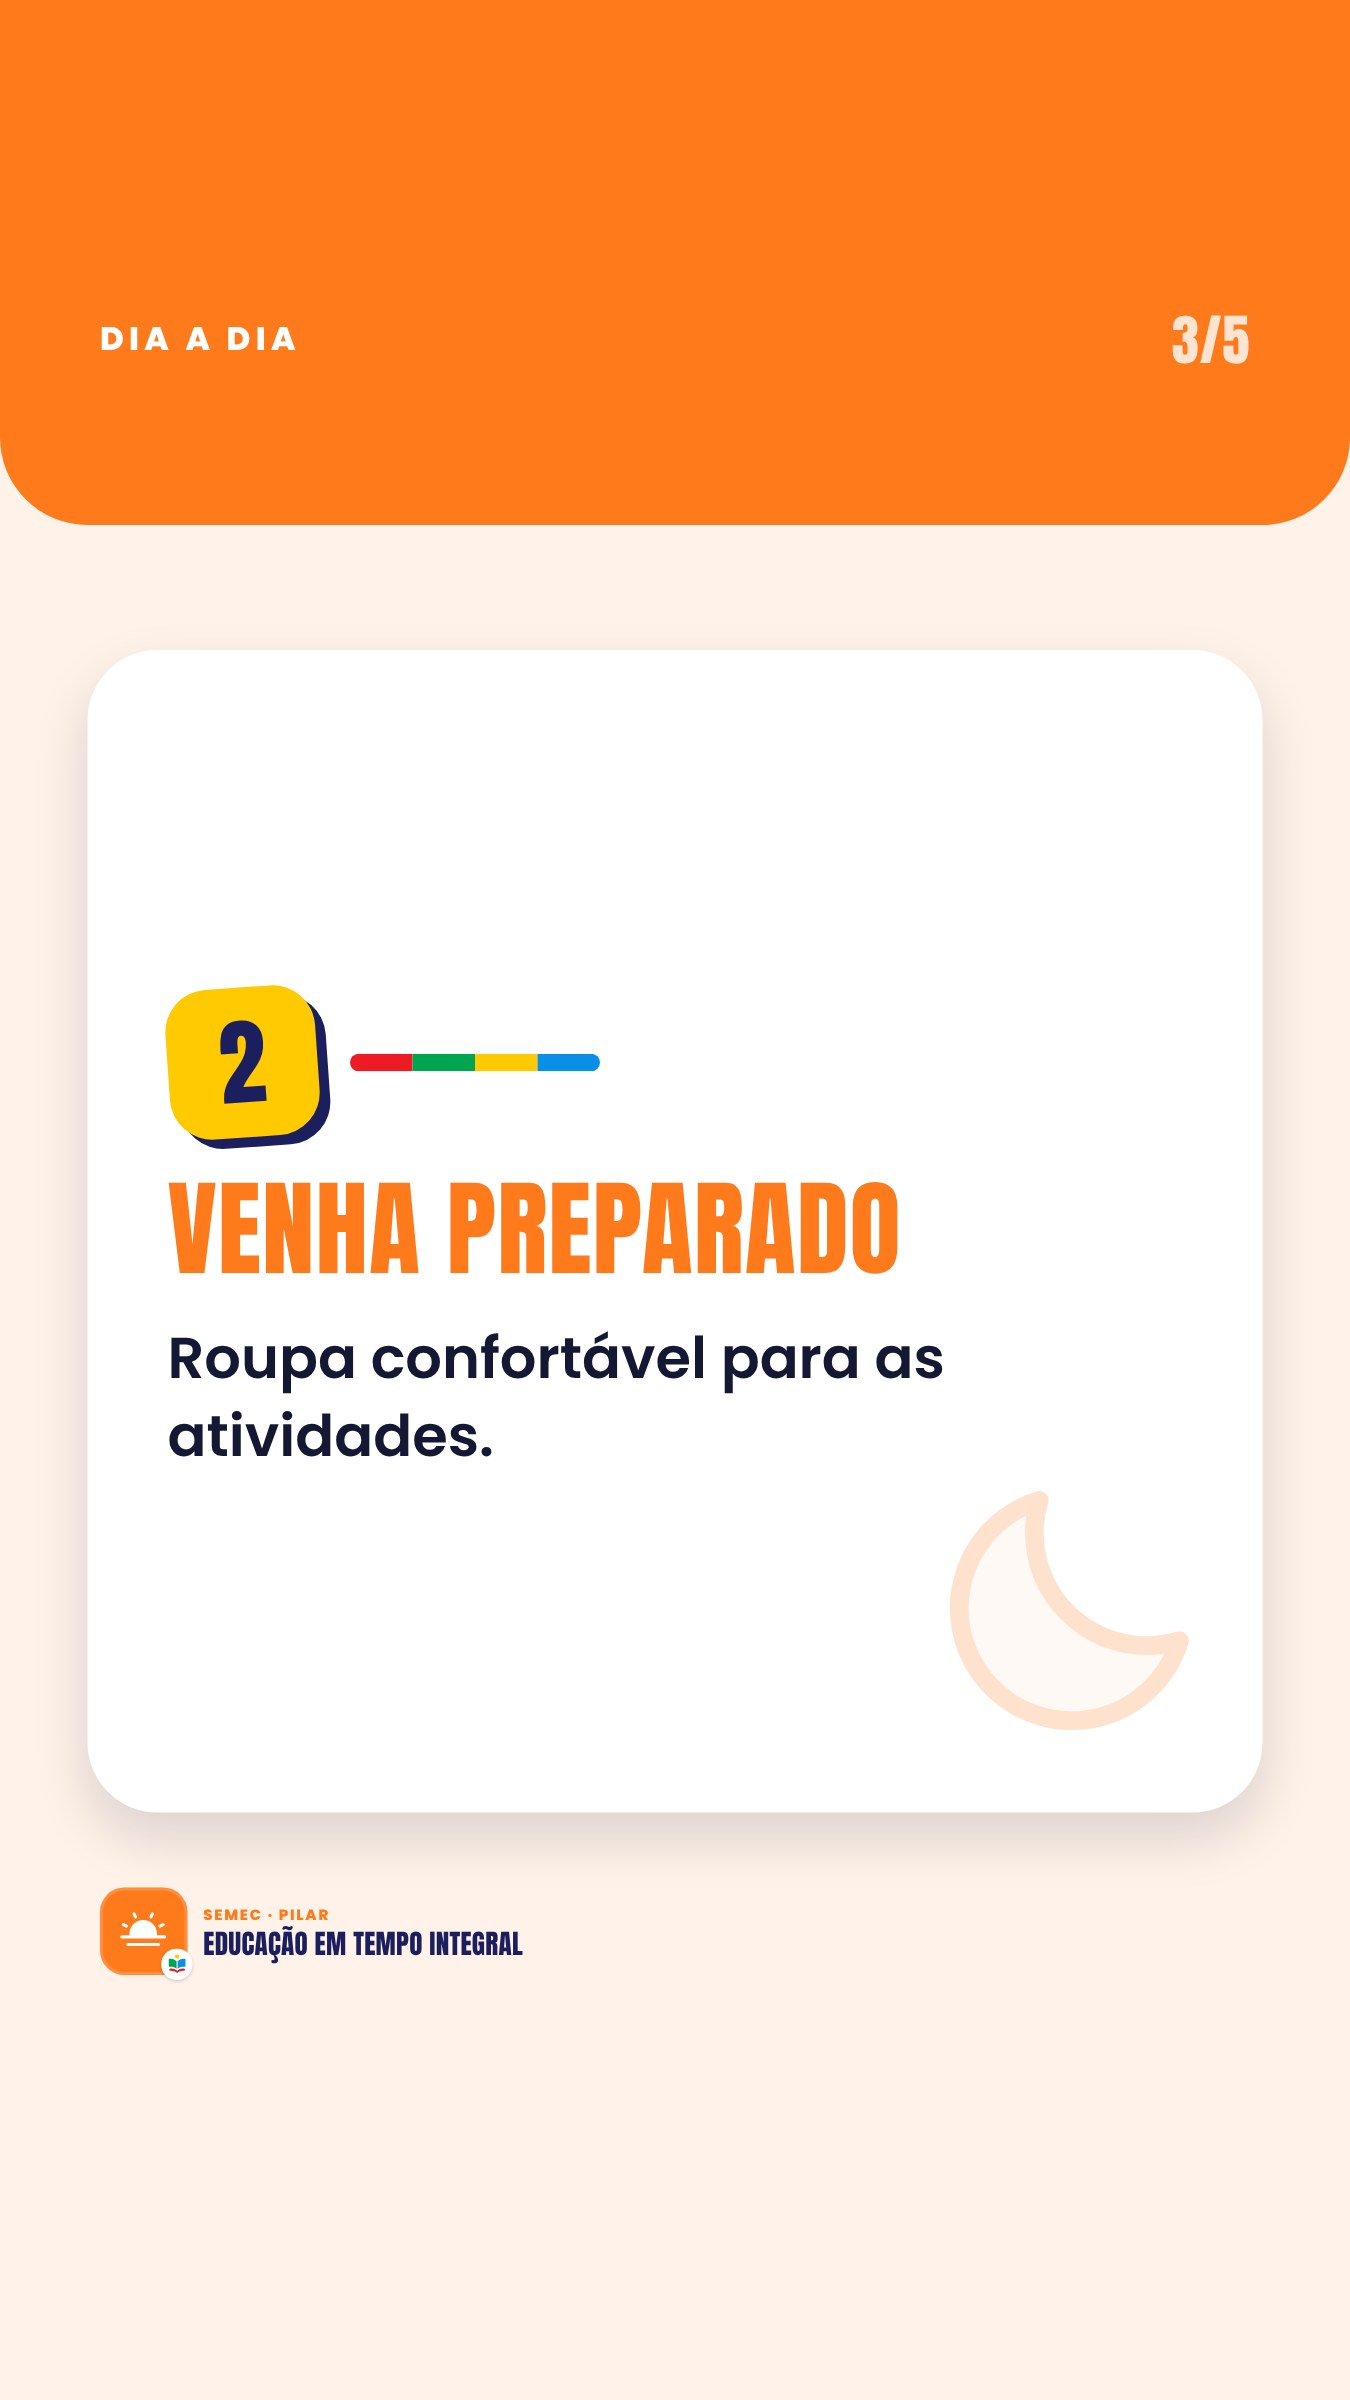 DIA A DIA
3/5
2
VENHA PREPARADO
Roupa confortável para as
atividades.
SEMEC · PILAR
EDUCAÇÃO EM TEMPO INTEGRAL